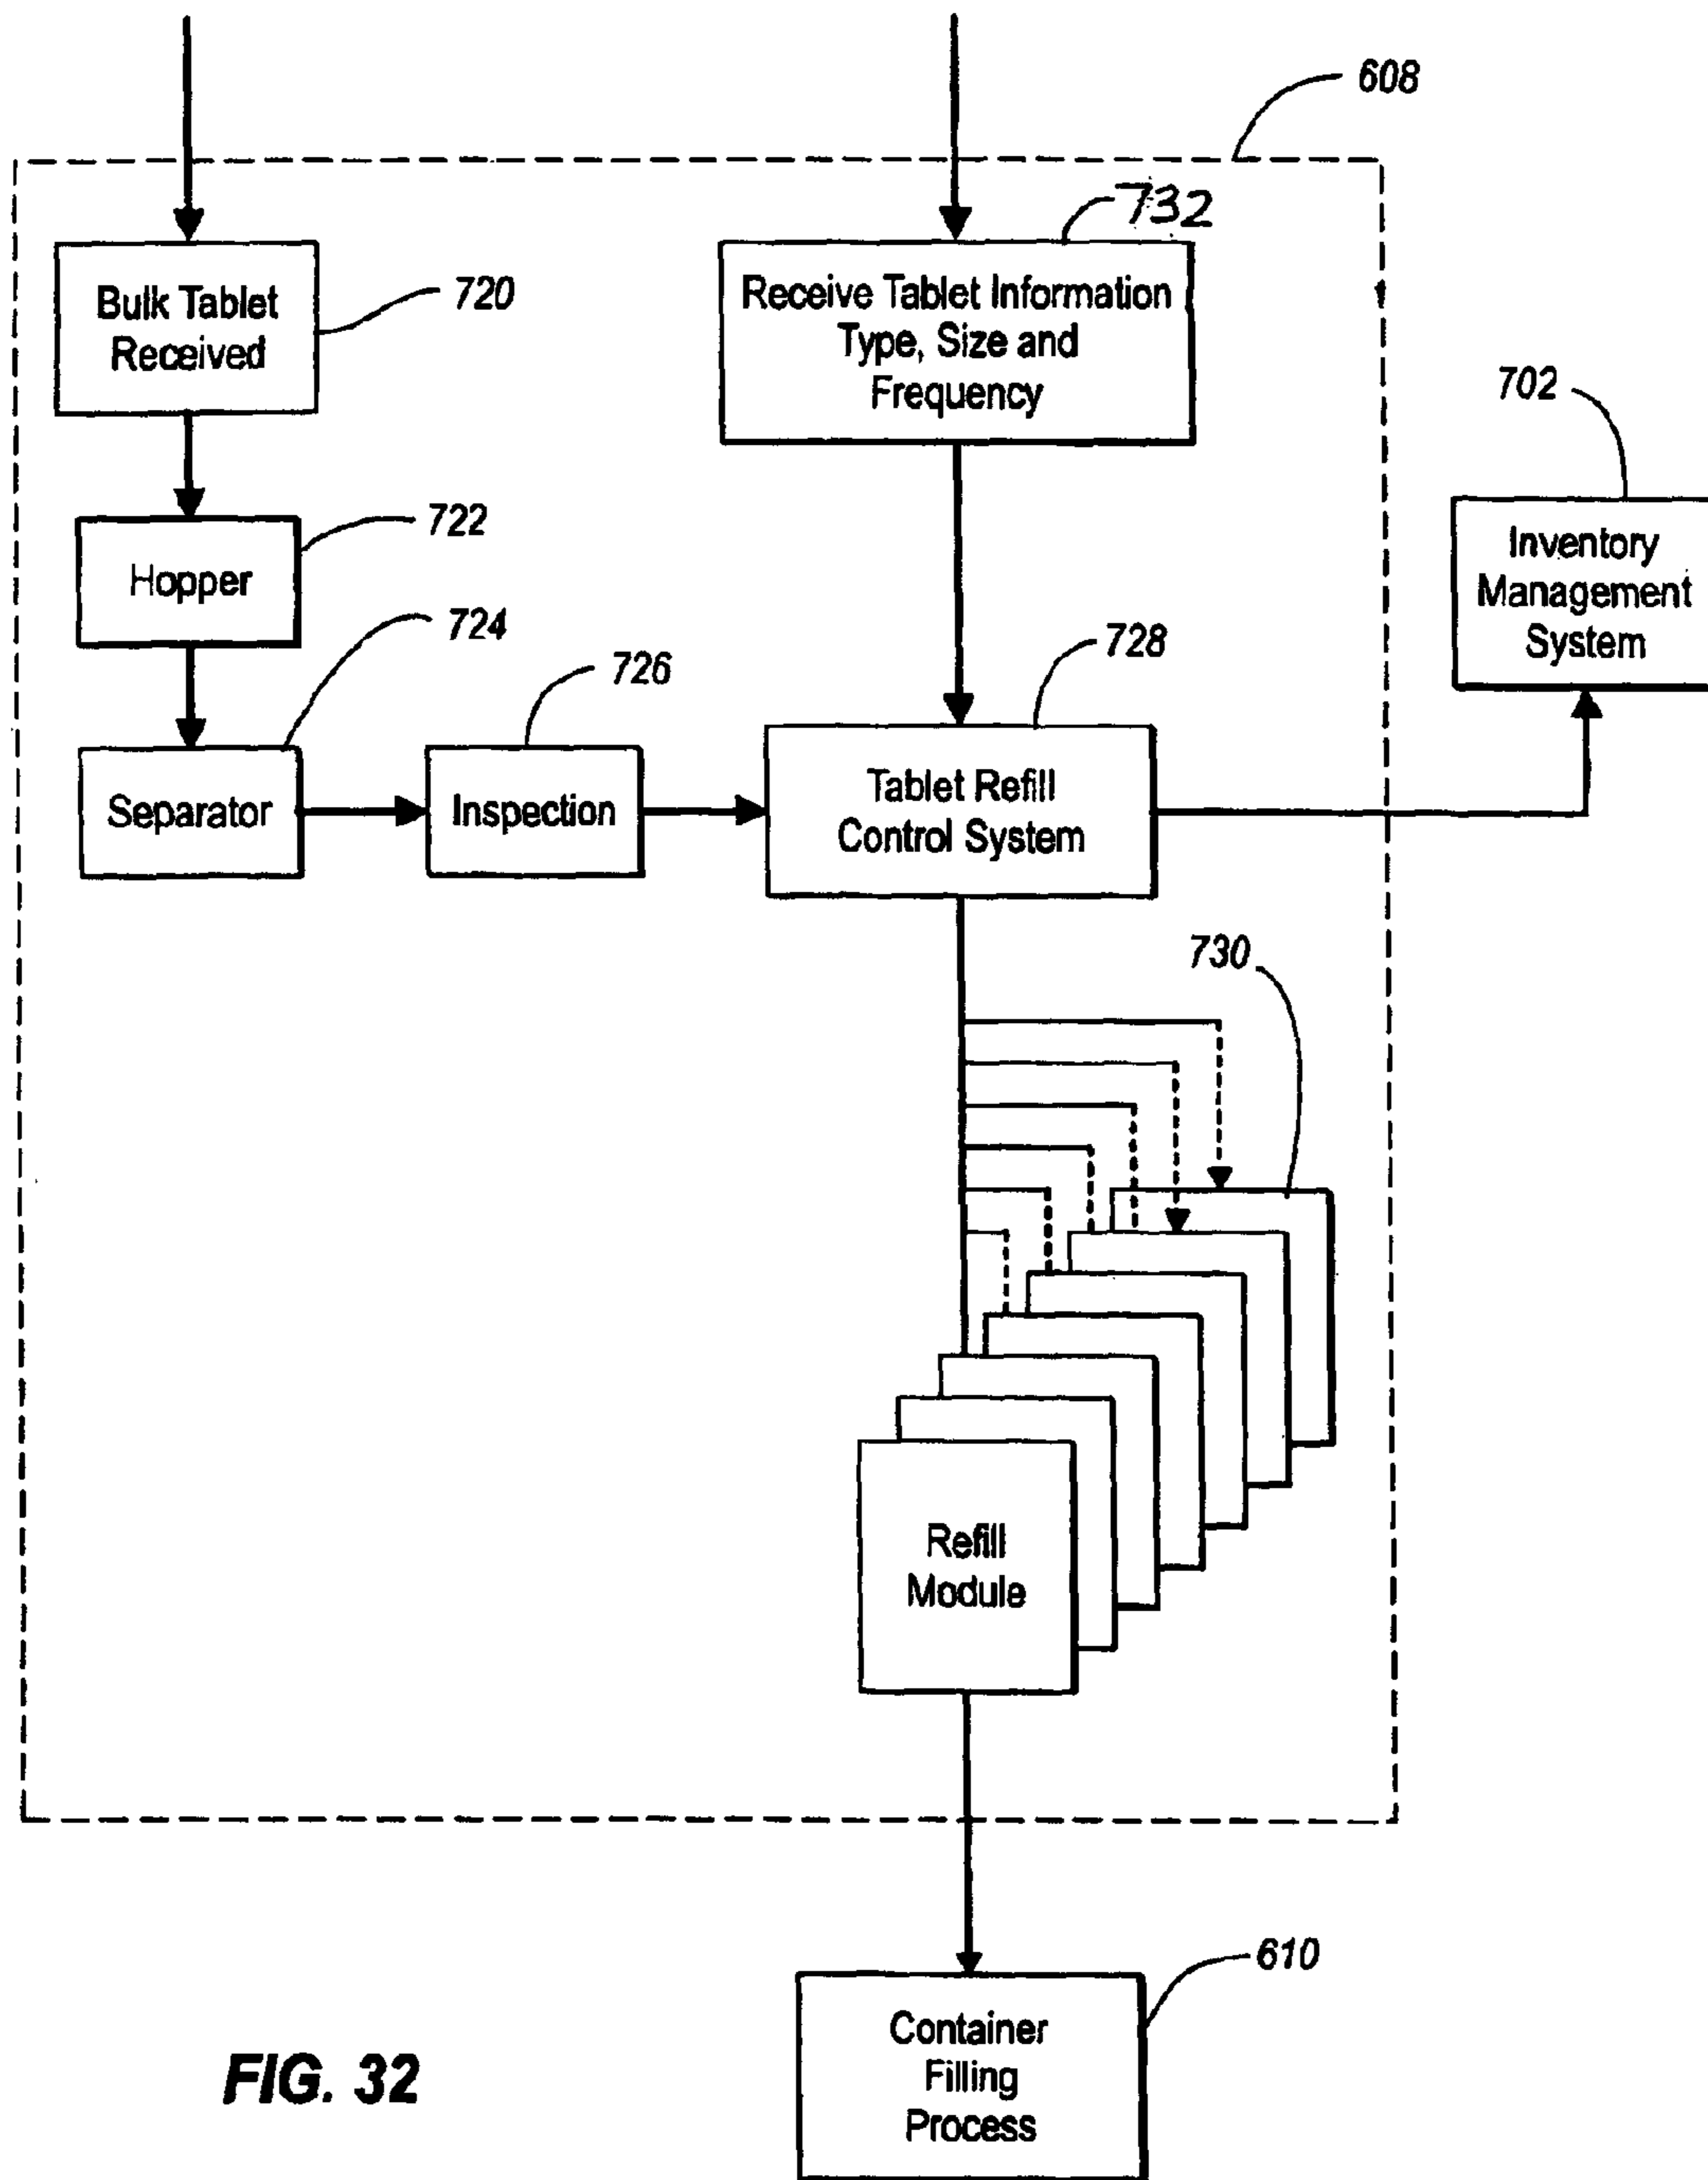 608
732
Bulk Tablet
Received
720
Receive Tablet Information
Type, Size and
Frequency
702
Inventory
Management
System
722
Hopper
724
726
728
Separator
Inspection
Tablet Refill
Control System
730
Refill
Module
610
Container
Filling
Process
FIG. 32